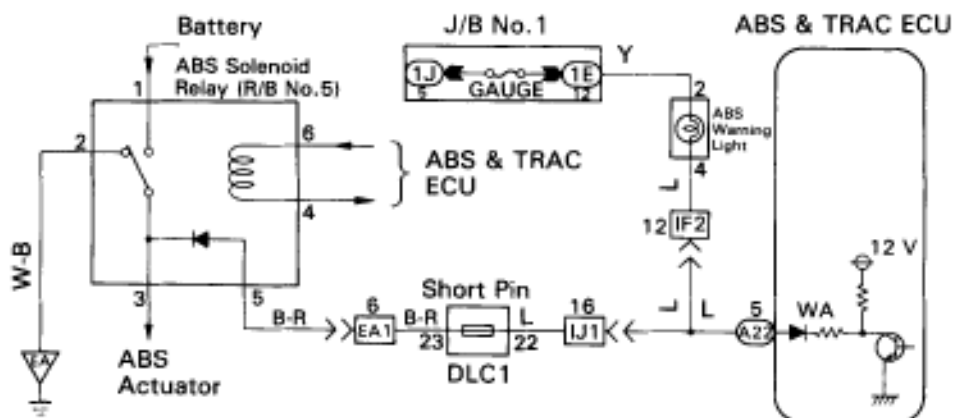 Battery
J/B No.1
ABS & TRAC ECU
ABS Solenoid
Relay (R/B No.5)
1
1J
5
GAUGE
1E
12
Y
2
ABS
Warning
Light
4
L
2
6
4
ABS & TRAC
ECU
12
IF2
12 V
W-B
3
5
B-R
6
EA1
B-R
23
Short Pin
L
22
DLC1
16
IJ1
L
L
5
A22
WA
EA
ABS
Actuator